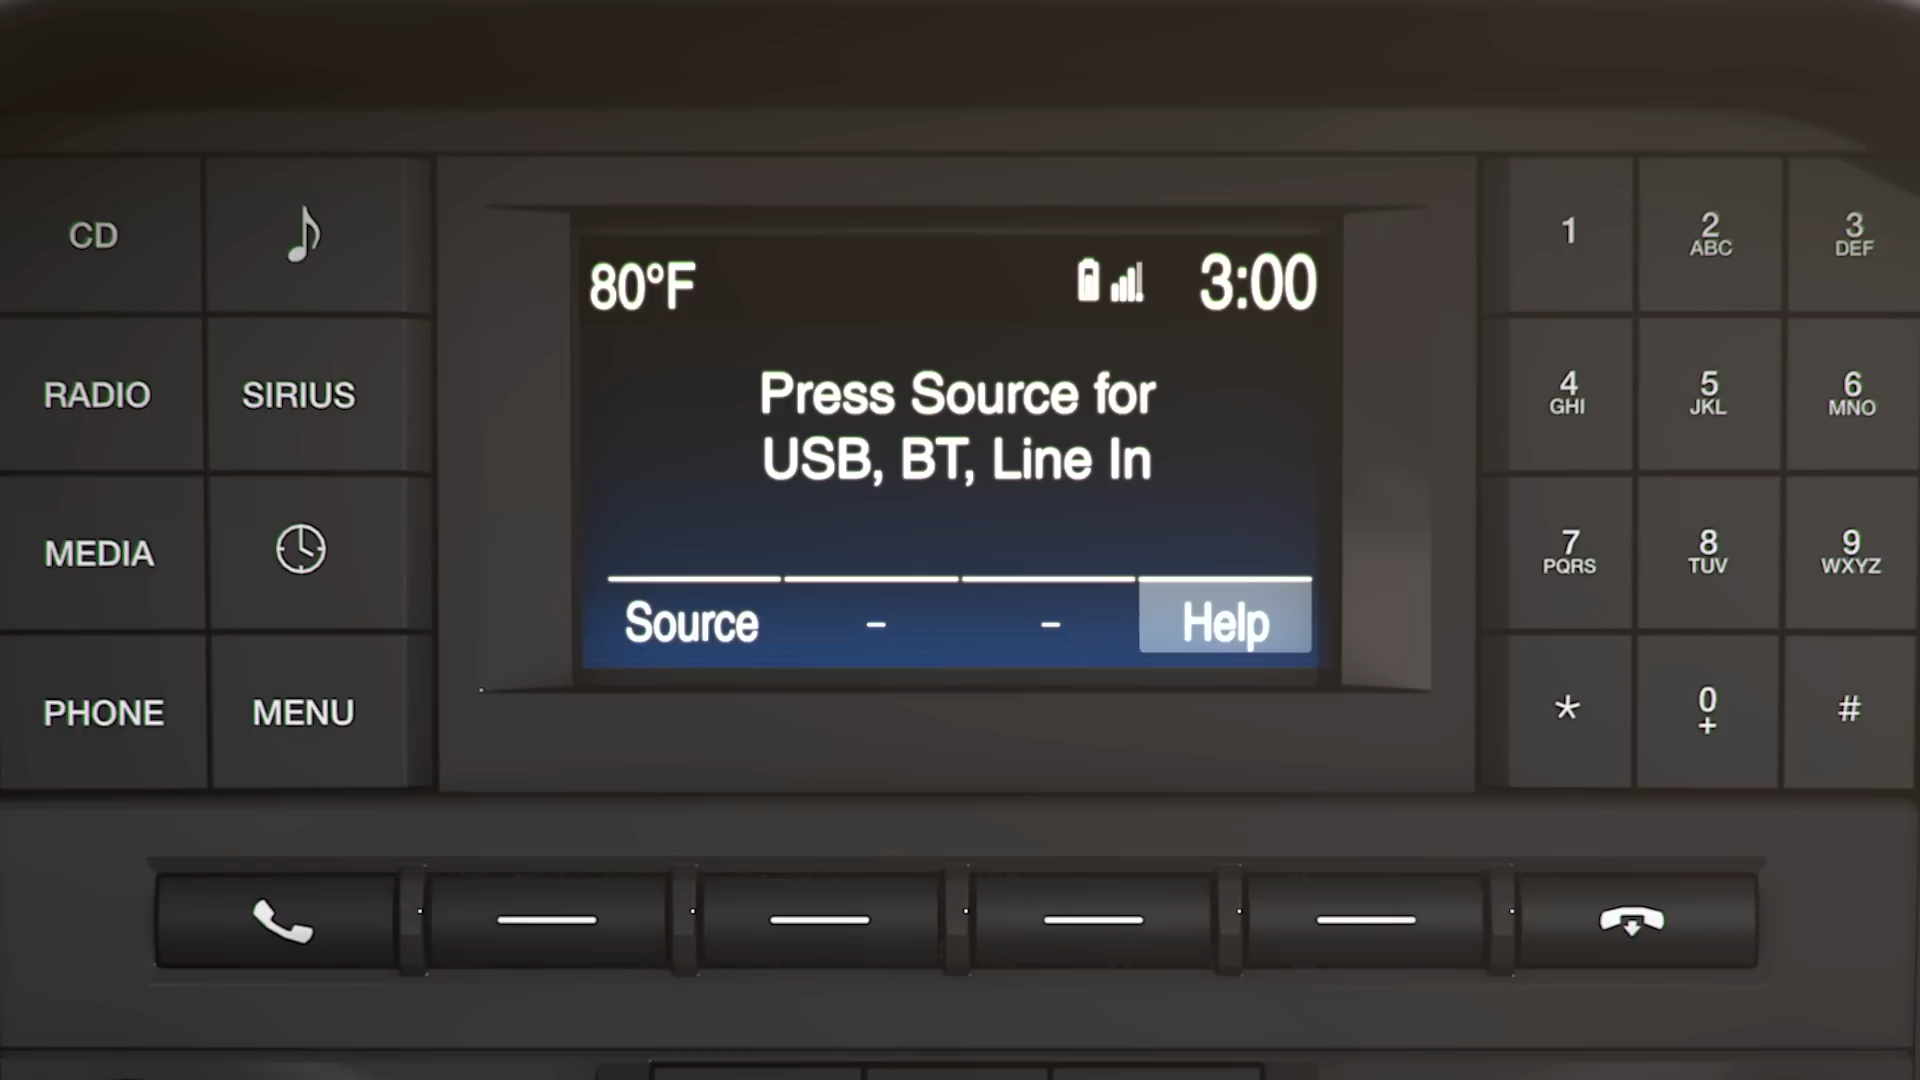 CD
RADIO
SIRIUS
MEDIA
PHONE
MENU
80°F
3:00
Press Source for
USB, BT, Line In
Source
-
-
Help
1
2
ABC
3
DEF
4
GHI
5
JKL
6
MNO
7
PQRS
8
TUV
9
WXYZ
*
0
+
#